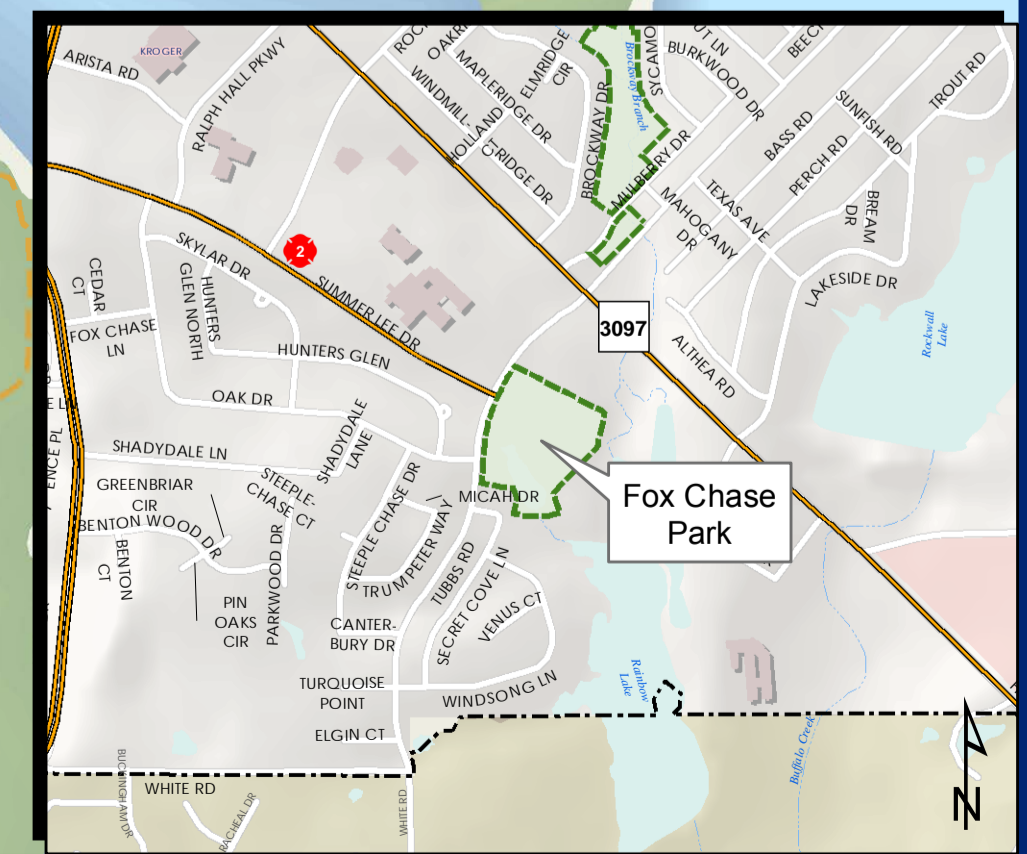 KROGER
ARISTA RD
RALPH HALL PKWY
MAPLERIDGE DR
ELMRIDGE
CIR
WINDMILL-
RIDGE DR
HOLLAND
CT
BROCKWAY DR
Brockway Branch
BURKWOOD DR
MULBERRY DR
MAHOGANY
DR
TEXAS AVE
BASS RD
PERCH RD
SUNFISH RD
TROUT RD
BREAM
DR
LAKESIDE DR
Rockwall
Lake
ALTHEA RD
3097
2
SKYLAR DR
SUMMER LEE DR
CEDAR
CT
HUNTERS
GLEN NORTH
FOX CHASE
LN
HUNTERS GLEN
OAK DR
SHADYDALE
LANE
SHADYDALE LN
GREENBRIAR
CIR
STEEPLE-
CHASE CT
BENTON WOOD DR
BENTON
CT
PARKWOOD DR
PIN
OAKS
CIR
STEEPLE CHASE DR
TRUMPETER WAY
MICAH DR
Fox Chase
Park
TUBBS RD
SECRET COVE LN
VENUS CT
CANTER-
BURY DR
TURQUOISE
POINT
WINDSONG LN
Rainbow
Lake
ELGIN CT
Buffalo Creek
WHITE RD
BUCKINGHAM DR
RACHEAL DR
WHITE RD
N